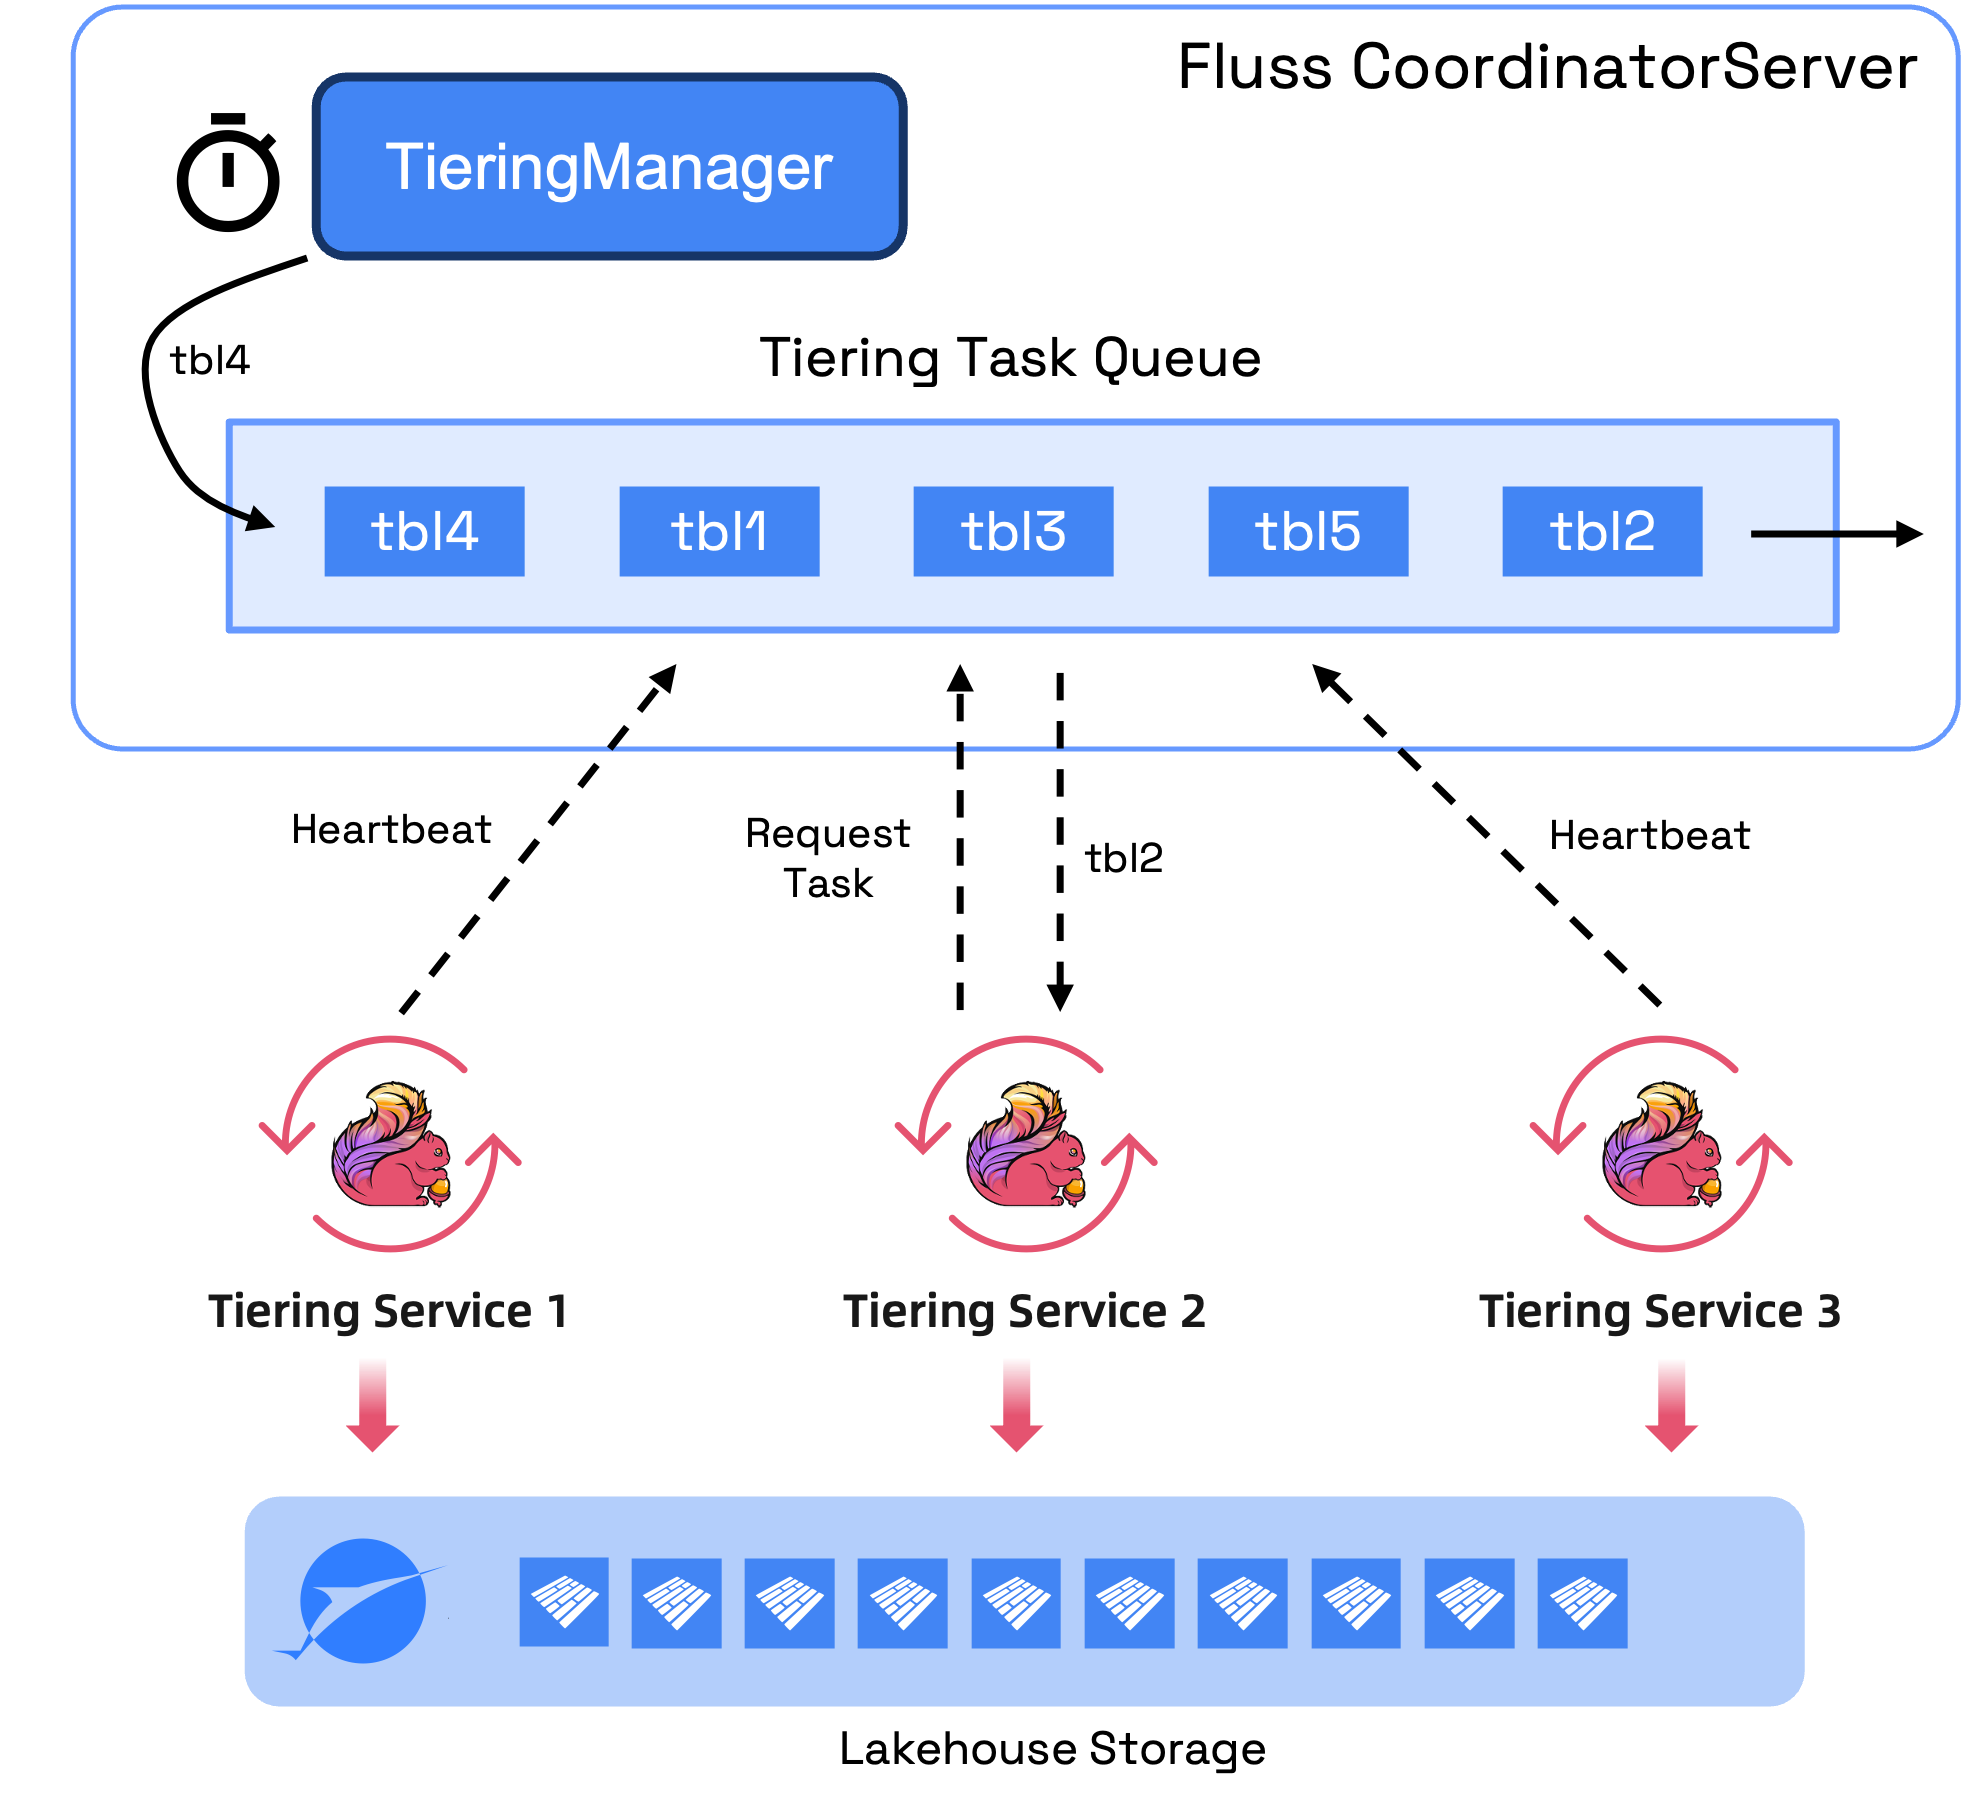 Fluss CoordinatorServer
TieringManager
tbl4
Tiering Task Queue
tbl4 tbl1 tbl3 tbl5 tbl2
Heartbeat
Request
Task
tbl2
Heartbeat
Tiering Service 1
Tiering Service 2
Tiering Service 3
Lakehouse Storage